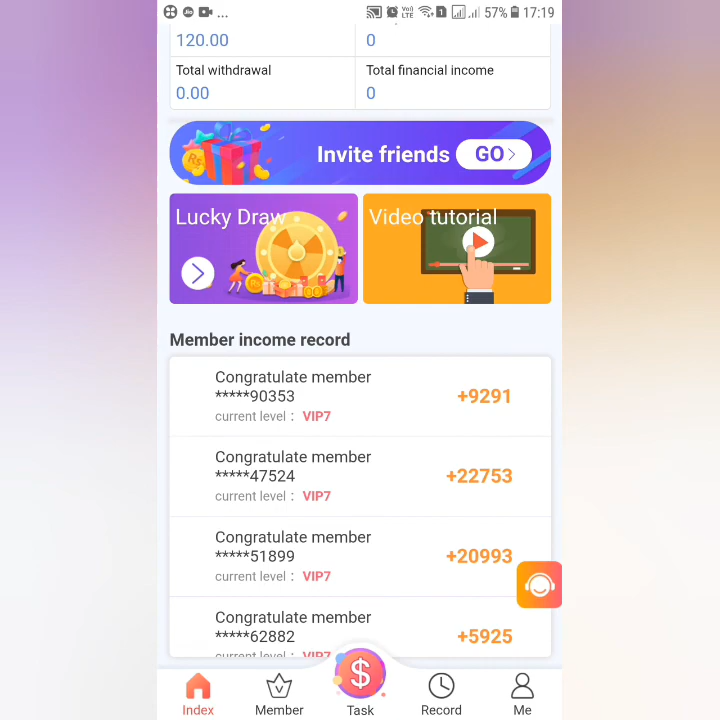 ... VoLTE 1 57% 17:19
120.00 0
Total withdrawal Total financial income
0.00 0
Invite friends GO
Lucky Draw Video tutorial
Member income record
Congratulate member
*****90353 +9291
current level : VIP7
Congratulate member
*****47524 +22753
current level : VIP7
Congratulate member
*****51899 +20993
current level : VIP7
Congratulate member
*****62882 +5925
current level : VIP7
Index Member Task Record Me